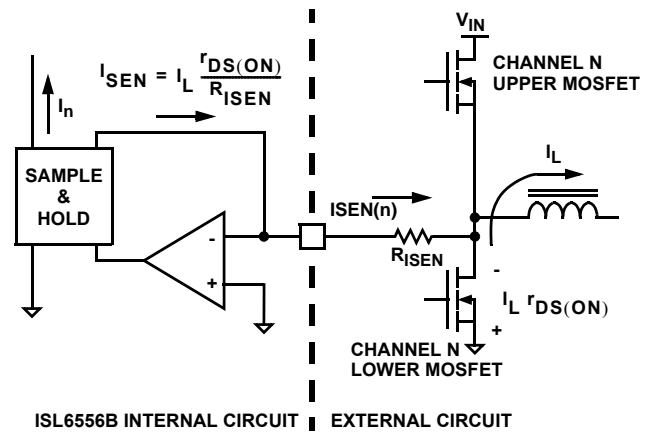 V_IN
CHANNEL N
UPPER MOSFET
I_SEN = I_L r_DS(ON) / R_ISEN
I_n
SAMPLE
&
HOLD
I_L
ISEN(n)
-
+
R_ISEN
-
I_L r_DS(ON)
+
CHANNEL N
LOWER MOSFET
ISL6556B INTERNAL CIRCUIT
EXTERNAL CIRCUIT